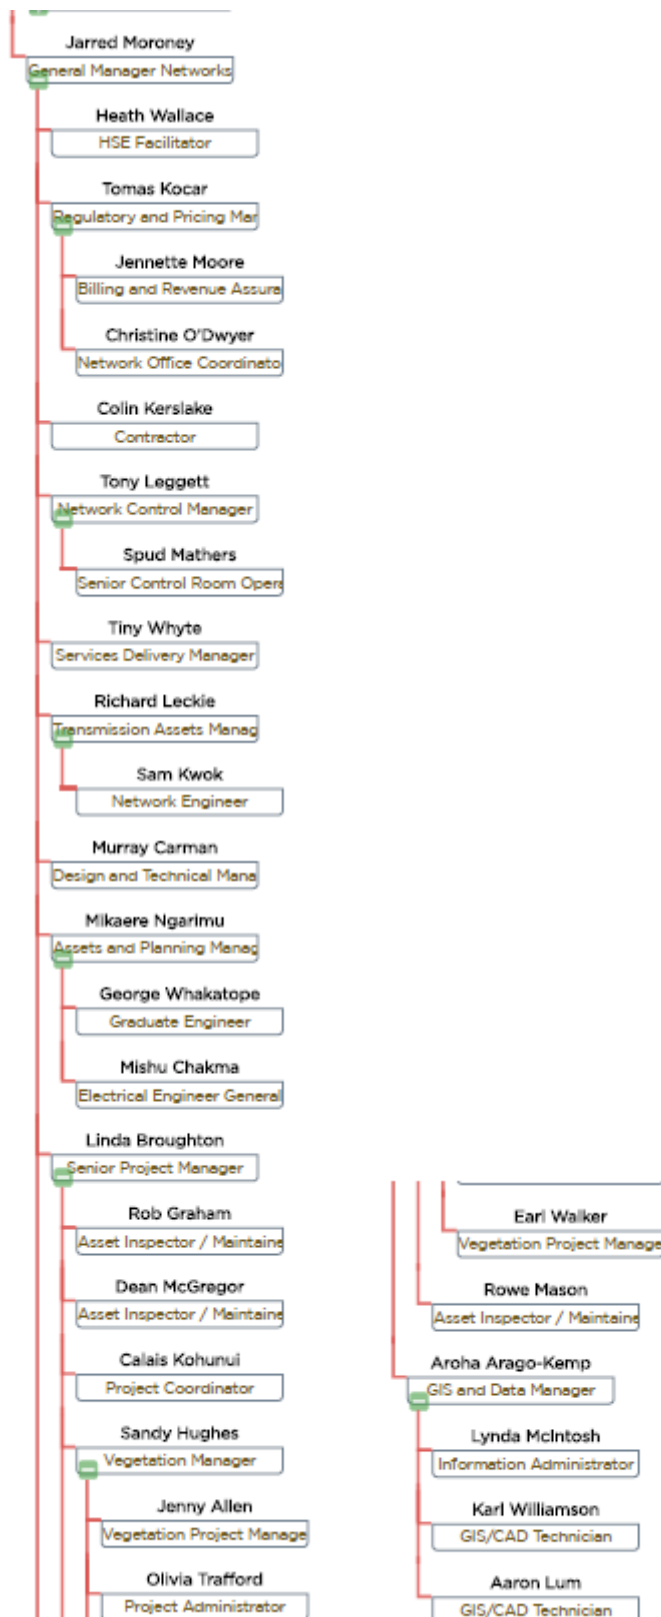 Jarred Moroney
General Manager Networks
Heath Wallace
HSE Facilitator
Tomas Kocar
Regulatory and Pricing Mar
Jennette Moore
Billing and Revenue Assura
Christine O'Dwyer
Network Office Coordinato
Colin Kerslake
Contractor
Tony Leggett
Network Control Manager
Spud Mathers
Senior Control Room Opera
Tiny Whyte
Services Delivery Manager
Richard Leckie
Transmission Assets Manag
Sam Kwok
Network Engineer
Murray Carman
Design and Technical Mana
Mikaere Ngarimu
Assets and Planning Manag
George Whakatope
Graduate Engineer
Mishu Chakma
Electrical Engineer General
Linda Broughton
Senior Project Manager
Rob Graham
Asset Inspector / Maintaine
Dean McGregor
Asset Inspector / Maintaine
Calais Kohunui
Project Coordinator
Sandy Hughes
Vegetation Manager
Jenny Allen
Vegetation Project Manage
Olivia Trafford
Project Administrator
Earl Walker
Vegetation Project Manage
Rowe Mason
Asset Inspector / Maintaine
Aroha Arago-Kemp
GIS and Data Manager
Lynda McIntosh
Information Administrator
Karl Williamson
GIS/CAD Technician
Aaron Lum
GIS/CAD Technician